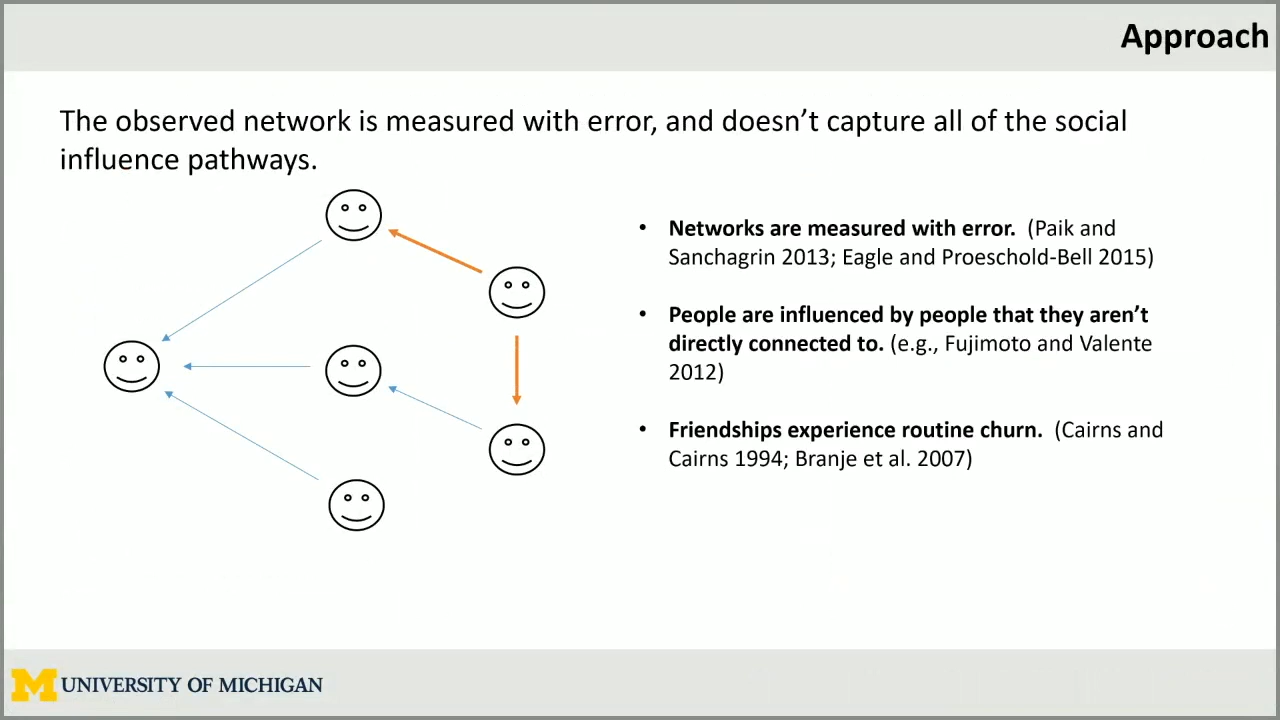 Approach
The observed network is measured with error, and doesn’t capture all of the social
influence pathways.
• Networks are measured with error. (Paik and
Sanchagrin 2013; Eagle and Proeschold-Bell 2015)
• People are influenced by people that they aren’t
directly connected to. (e.g., Fujimoto and Valente
2012)
• Friendships experience routine churn. (Cairns and
Cairns 1994; Branje et al. 2007)
M UNIVERSITY OF MICHIGAN